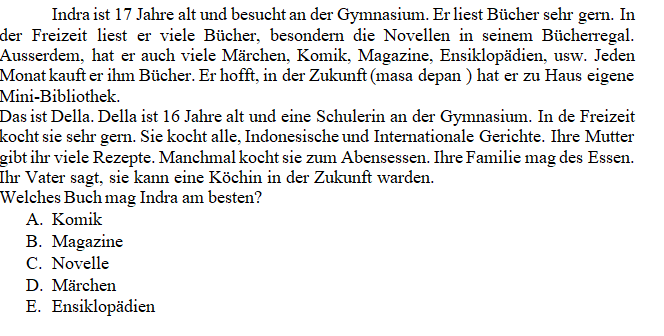 Indra ist 17 Jahre alt und besucht an der Gymnasium. Er liest Bücher sehr gern. In
der Freizeit liest er viele Bücher, besondern die Novellen in seinem Bücherregal.
Ausserdem, hat er auch viele Märchen, Komik, Magazine, Ensiklopädien, usw. Jeden
Monat kauft er ihm Bücher. Er hofft, in der Zukunft (masa depan ) hat er zu Haus eigene
Mini-Bibliothek.
Das ist Della. Della ist 16 Jahre alt und eine Schulerin an der Gymnasium. In de Freizeit
kocht sie sehr gern. Sie kocht alle, Indonesische und Internationale Gerichte. Ihre Mutter
gibt ihr viele Rezepte. Manchmal kocht sie zum Abensessen. Ihre Familie mag des Essen.
Ihr Vater sagt, sie kann eine Köchin in der Zukunft warden.
Welches Buch mag Indra am besten?
A. Komik
B. Magazine
C. Novelle
D. Märchen
E. Ensiklopädien